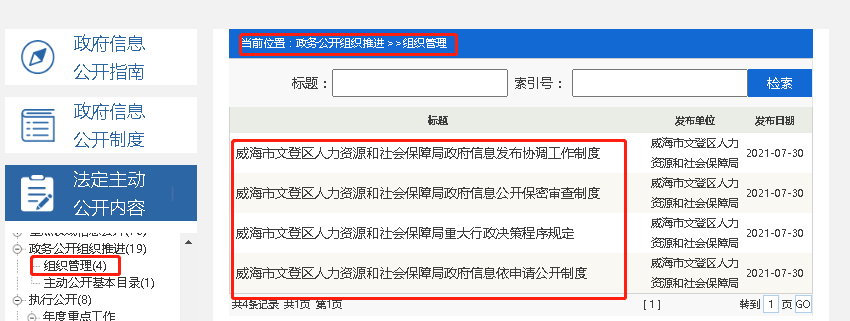 政府信息
公开指南
政府信息
公开制度
法定主动
公开内容
政务公开组织推进(19)
组织管理(4)
主动公开基本目录(1)
执行公开(8)
年度重点工作
当前位置：政务公开组织推进 >> 组织管理
标题： 索引号： 检索
标题 发布单位 发布日期
威海市文登区人力资源和社会保障局政府信息发布协调工作制度 威海市文登区人力资源和社会保障局 2021-07-30
威海市文登区人力资源和社会保障局政府信息公开保密审查制度 威海市文登区人力资源和社会保障局 2021-07-30
威海市文登区人力资源和社会保障局重大行政决策程序规定 威海市文登区人力资源和社会保障局 2021-07-30
威海市文登区人力资源和社会保障局政府信息依申请公开制度 威海市文登区人力资源和社会保障局 2021-07-30
共4条记录 共1页 第1页 [ 1 ] 转到 1 页 GO